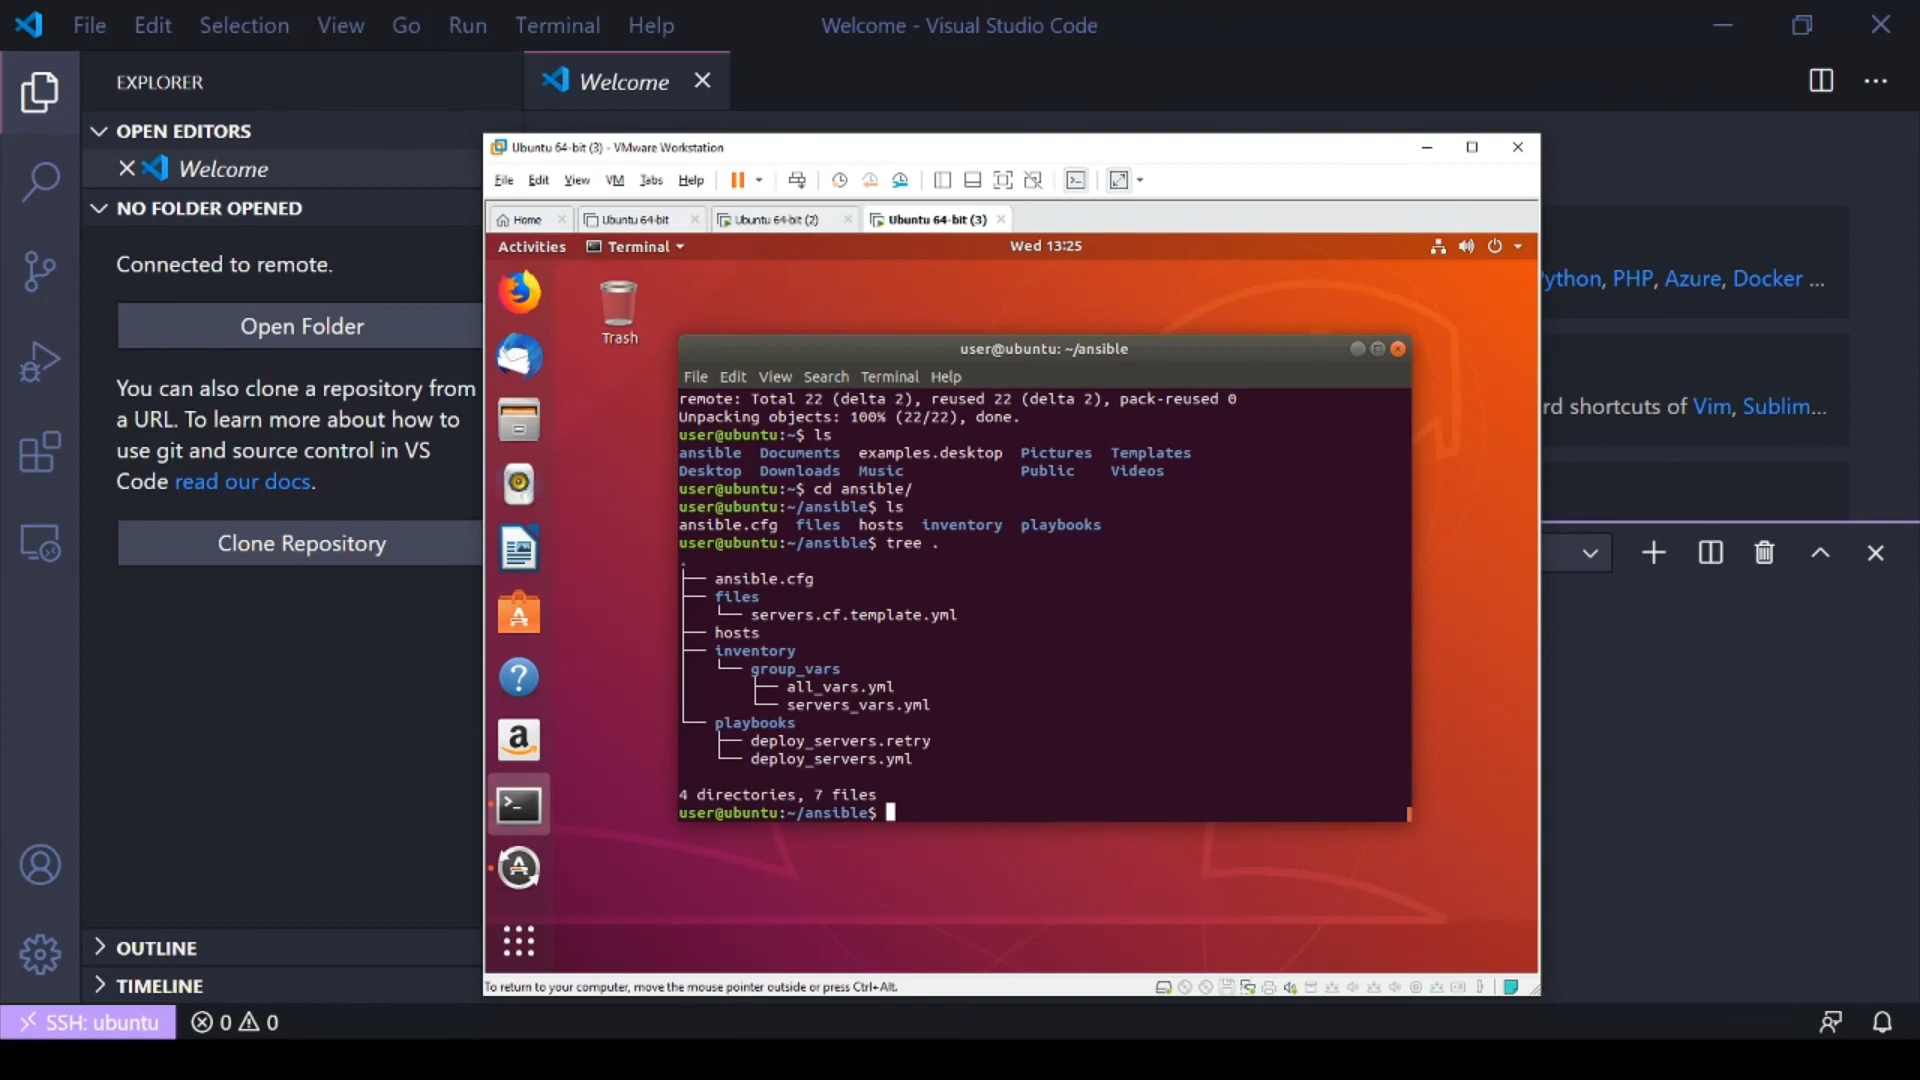 File Edit Selection View Go Run Terminal Help Welcome - Visual Studio Code
EXPLORER
Welcome
OPEN EDITORS
Welcome
NO FOLDER OPENED
Connected to remote.
Open Folder
You can also clone a repository from
a URL. To learn more about how to
use git and source control in VS
Code read our docs.
Clone Repository
OUTLINE
TIMELINE
SSH: ubuntu 0 0
ython, PHP, Azure, Docker ...
rd shortcuts of Vim, Sublim...
Ubuntu 64-bit (3) - VMware Workstation
File Edit View VM Tabs Help
Home Ubuntu 64-bit Ubuntu 64-bit (2) Ubuntu 64-bit (3)
Activities Terminal Wed 13:25
Trash
user@ubuntu: ~/ansible
File Edit View Search Terminal Help
remote: Total 22 (delta 2), reused 22 (delta 2), pack-reused 0
Unpacking objects: 100% (22/22), done.
user@ubuntu:~$ ls
ansible Documents examples.desktop Pictures Templates
Desktop Downloads Music Public Videos
user@ubuntu:~$ cd ansible/
user@ubuntu:~/ansible$ ls
ansible.cfg files hosts inventory playbooks
user@ubuntu:~/ansible$ tree .
.
├── ansible.cfg
├── files
│   └── servers.cf.template.yml
├── hosts
├── inventory
│   └── group_vars
│       ├── all_vars.yml
│       └── servers_vars.yml
└── playbooks
    ├── deploy_servers.retry
    └── deploy_servers.yml
4 directories, 7 files
user@ubuntu:~/ansible$
To return to your computer, move the mouse pointer outside or press Ctrl+Alt.